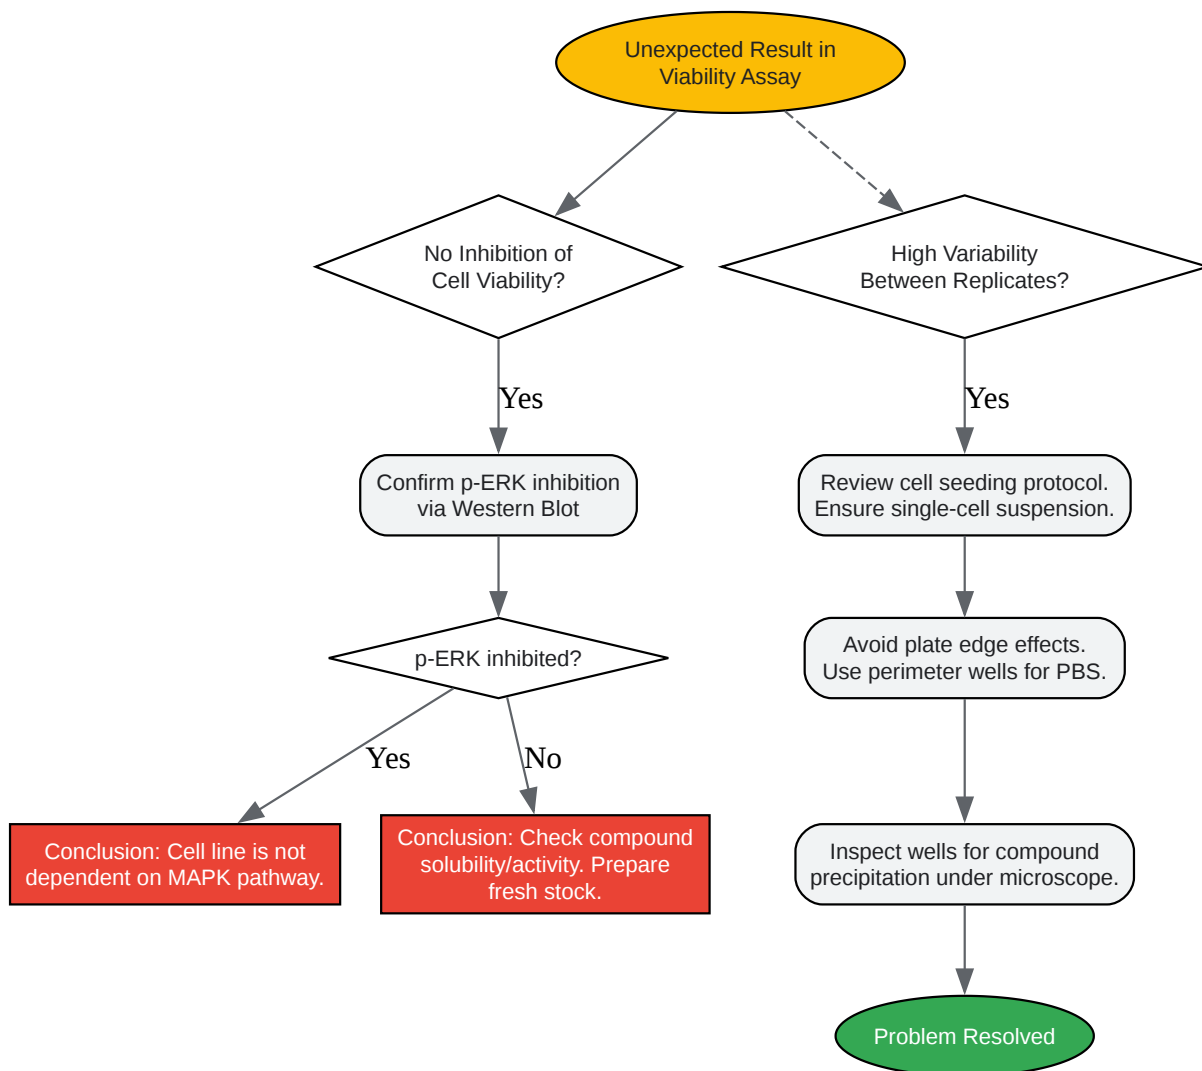 Unexpected Result in
Viability Assay
No Inhibition of
Cell Viability?
High Variability
Between Replicates?
Yes
Yes
Confirm p-ERK inhibition
via Western Blot
Review cell seeding protocol.
Ensure single-cell suspension.
p-ERK inhibited?
Avoid plate edge effects.
Use perimeter wells for PBS.
Yes
No
Conclusion: Cell line is not
dependent on MAPK pathway.
Conclusion: Check compound
solubility/activity. Prepare
fresh stock.
Inspect wells for compound
precipitation under microscope.
Problem Resolved